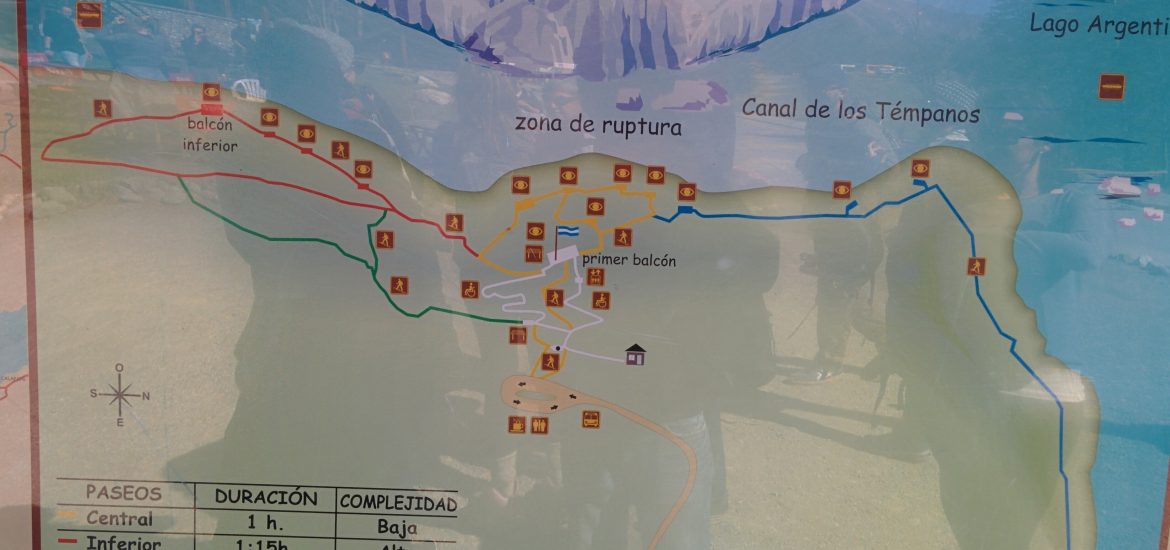 Lago Argenti
Canal de los Témpanos
zona de ruptura
balcón
inferior
primer balcón
O
S N
E
PASEOS DURACIÓN COMPLEJIDAD
Central 1 h. Baja
Inferior 1:15h Alt